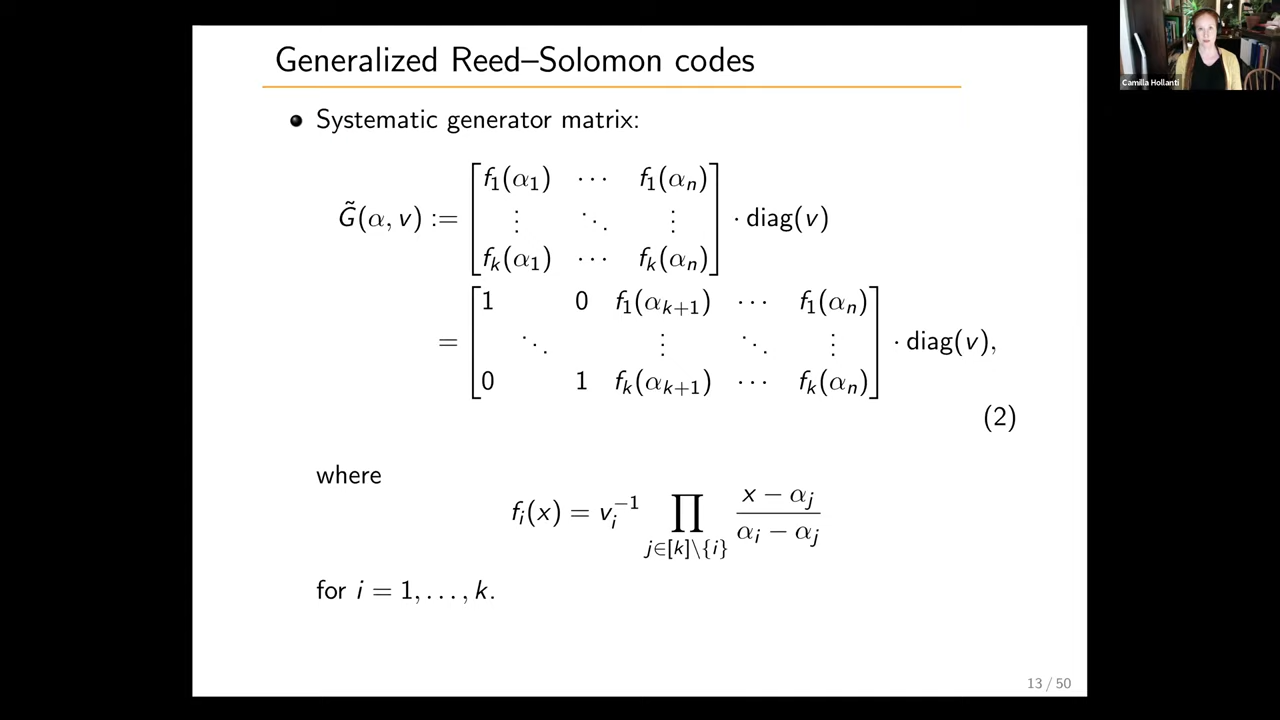 Generalized Reed–Solomon codes
Camilla Hollanti
Systematic generator matrix:
G̃(α, v) := [f₁(α₁) ⋯ f₁(αₙ)
⋮ ⋱ ⋮
fₖ(α₁) ⋯ fₖ(αₙ)] · diag(v)
= [1 0 f₁(αₖ₊₁) ⋯ f₁(αₙ)
⋱ ⋮ ⋱ ⋮
0 1 fₖ(αₖ₊₁) ⋯ fₖ(αₙ)] · diag(v),
(2)
where
fᵢ(x) = vᵢ⁻¹ ∏_{j∈[k]\{i}} (x − αⱼ)/(αᵢ − αⱼ)
for i = 1, . . . , k.
13 / 50